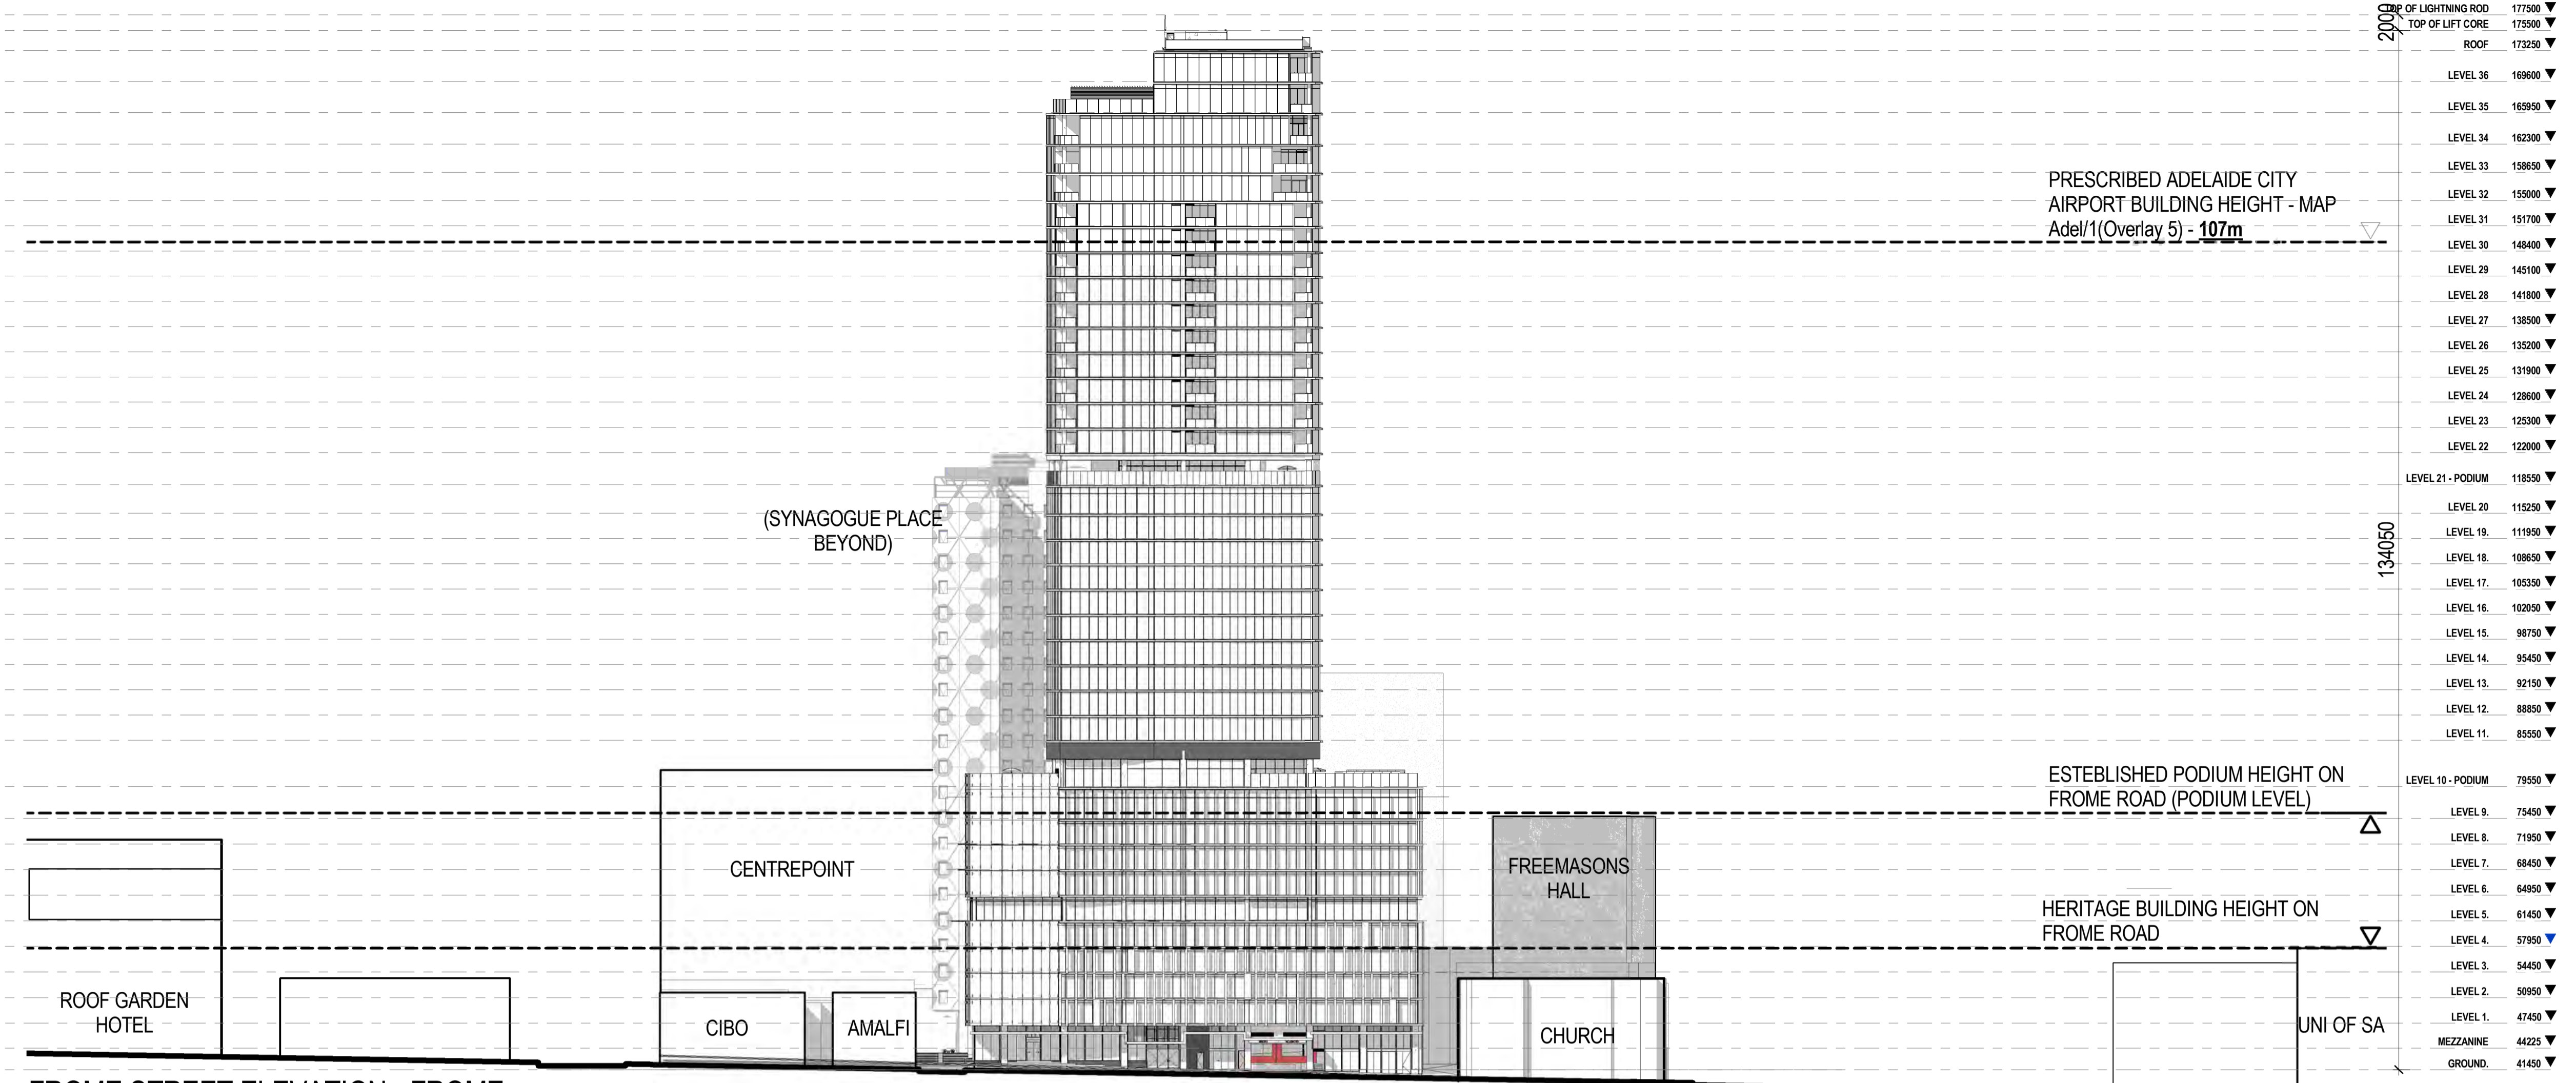 OP OF LIGHTNING ROD 177500
TOP OF LIFT CORE 175500
2000
ROOF 173250
LEVEL 36 169600
LEVEL 35 165950
LEVEL 34 162300
LEVEL 33 158650
LEVEL 32 155000
LEVEL 31 151700
LEVEL 30 148400
LEVEL 29 145100
LEVEL 28 141800
LEVEL 27 138500
LEVEL 26 135200
LEVEL 25 131900
LEVEL 24 128600
LEVEL 23 125300
LEVEL 22 122000
LEVEL 21 - PODIUM 118550
LEVEL 20 115250
LEVEL 19. 111950
LEVEL 18. 108650
LEVEL 17. 105350
LEVEL 16. 102050
LEVEL 15. 98750
LEVEL 14. 95450
LEVEL 13. 92150
LEVEL 12. 88850
LEVEL 11. 85550
LEVEL 10 - PODIUM 79550
LEVEL 9. 75450
LEVEL 8. 71950
LEVEL 7. 68450
LEVEL 6. 64950
LEVEL 5. 61450
LEVEL 4. 57950
LEVEL 3. 54450
LEVEL 2. 50950
LEVEL 1. 47450
MEZZANINE 44225
GROUND. 41450
134050
PRESCRIBED ADELAIDE CITY
AIRPORT BUILDING HEIGHT - MAP
Adel/1(Overlay 5) - 107m
(SYNAGOGUE PLACE
BEYOND)
ESTEBLISHED PODIUM HEIGHT ON
FROME ROAD (PODIUM LEVEL)
CENTREPOINT
FREEMASONS
HALL
HERITAGE BUILDING HEIGHT ON
FROME ROAD
ROOF GARDEN
HOTEL
CIBO
AMALFI
CHURCH
UNI OF SA
FROME STREET ELEVATION - FROME